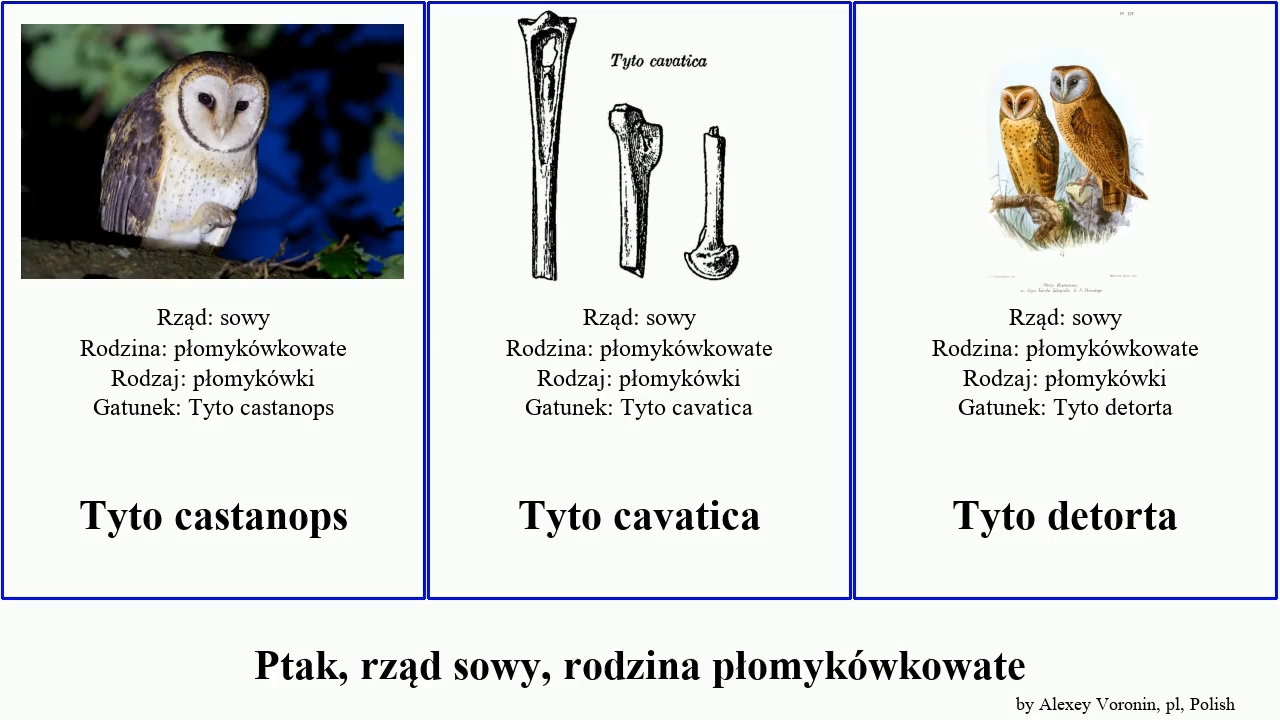 Tyto cavatica
Rząd: sowy
Rodzina: płomykówkowate
Rodzaj: płomykówki
Gatunek: Tyto castanops
Tyto castanops
Rząd: sowy
Rodzina: płomykówkowate
Rodzaj: płomykówki
Gatunek: Tyto cavatica
Tyto cavatica
Rząd: sowy
Rodzina: płomykówkowate
Rodzaj: płomykówki
Gatunek: Tyto detorta
Tyto detorta
Ptak, rząd sowy, rodzina płomykówkowate
by Alexey Voronin, pl, Polish